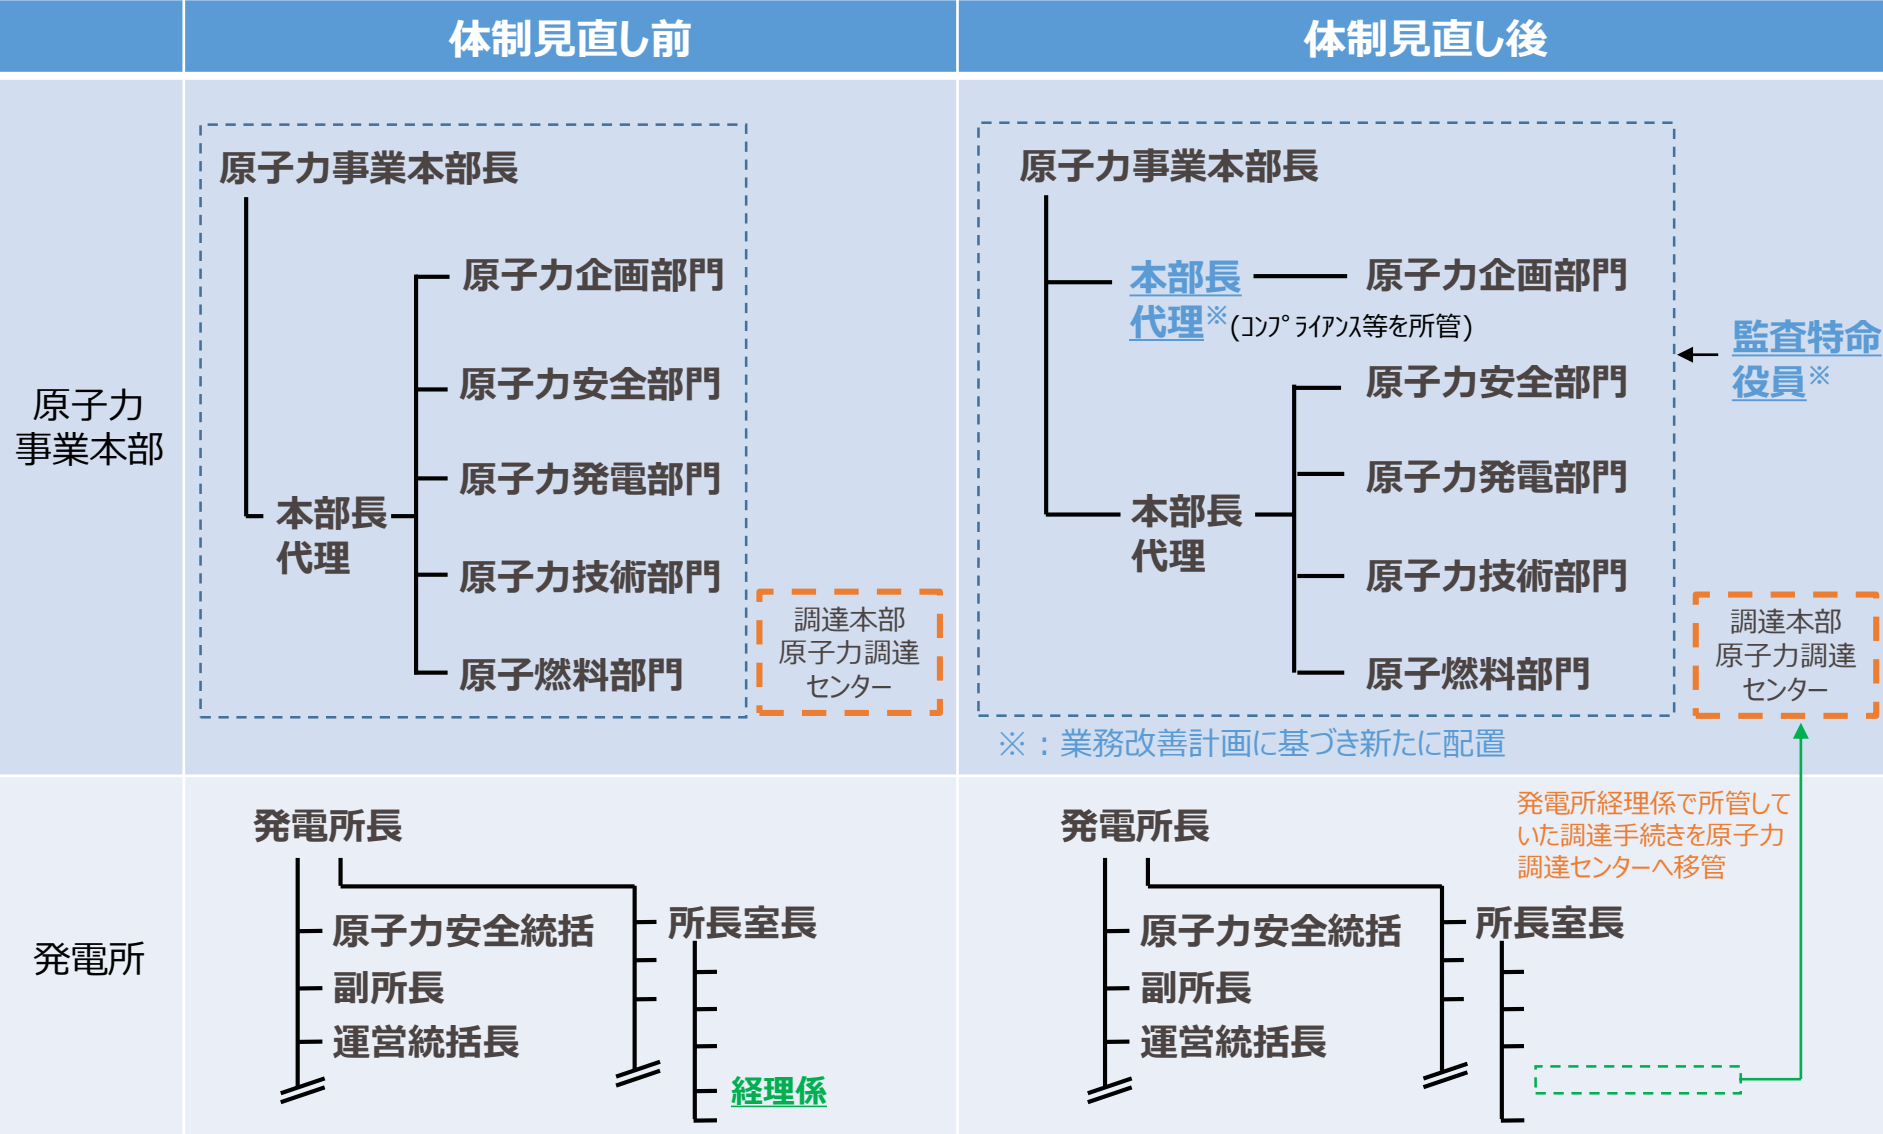 体制見直し前
体制見直し後
原子力
事業本部
原子力事業本部長
原子力企画部門
原子力安全部門
原子力発電部門
本部長
代理
原子力技術部門
原子燃料部門
調達本部
原子力調達
センター
原子力事業本部長
本部長
代理※(ｺﾝﾌﾟﾗｲｱﾝｽ等を所管)
原子力企画部門
監査特命
役員※
原子力安全部門
原子力発電部門
本部長
代理
原子力技術部門
原子燃料部門
調達本部
原子力調達
センター
※：業務改善計画に基づき新たに配置
発電所
発電所長
原子力安全統括
副所長
運営統括長
所長室長
経理係
発電所長
原子力安全統括
副所長
運営統括長
所長室長
発電所経理係で所管して
いた調達手続きを原子力
調達センターへ移管